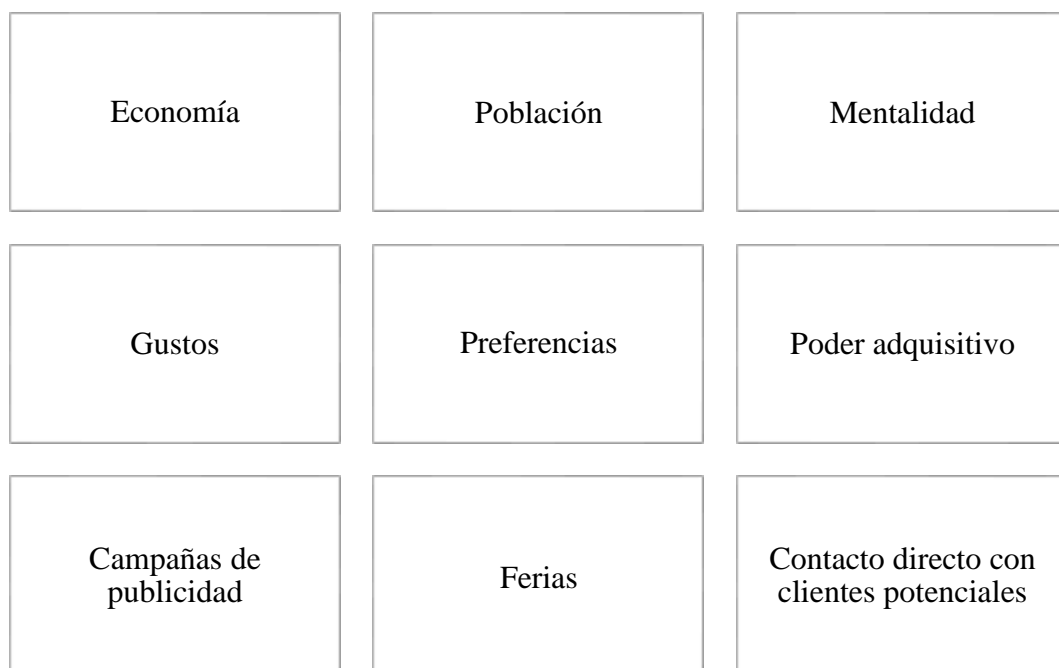 Economía
Población
Mentalidad
Gustos
Preferencias
Poder adquisitivo
Campañas de
publicidad
Ferias
Contacto directo con
clientes potenciales